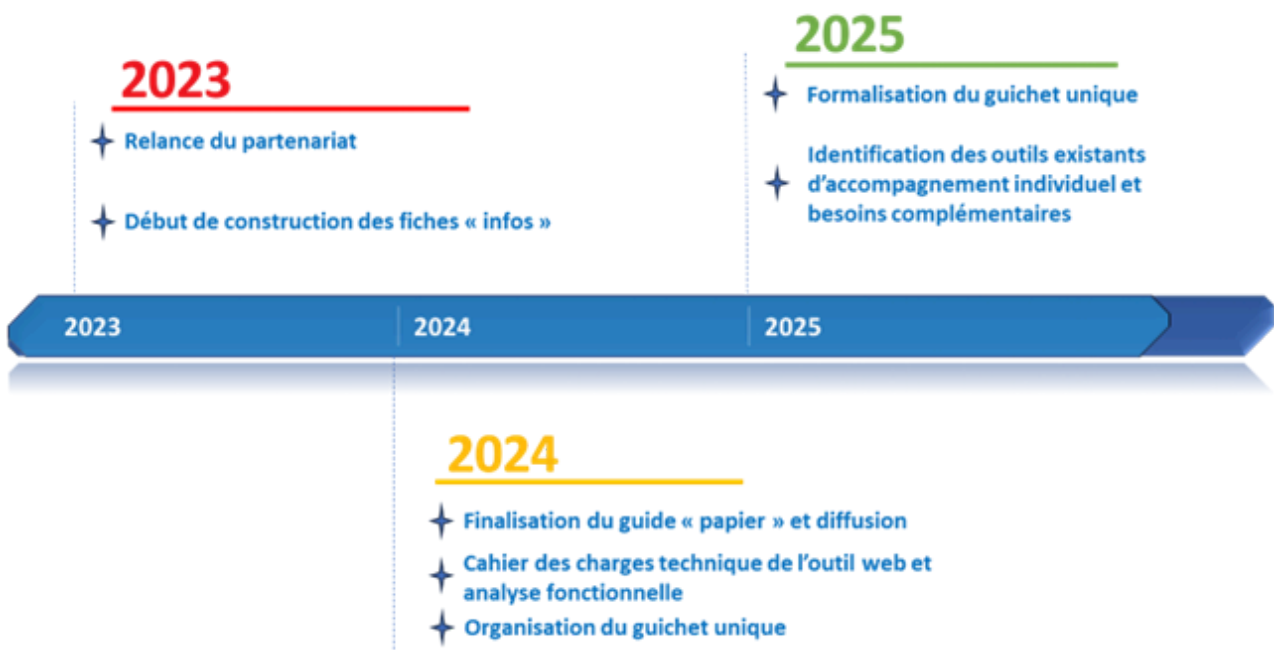 2023
Relance du partenariat
Début de construction des fiches « infos »
2025
Formalisation du guichet unique
Identification des outils existants
d’accompagnement individuel et
besoins complémentaires
2023
2024
2025
2024
Finalisation du guide « papier » et diffusion
Cahier des charges technique de l’outil web et
analyse fonctionnelle
Organisation du guichet unique